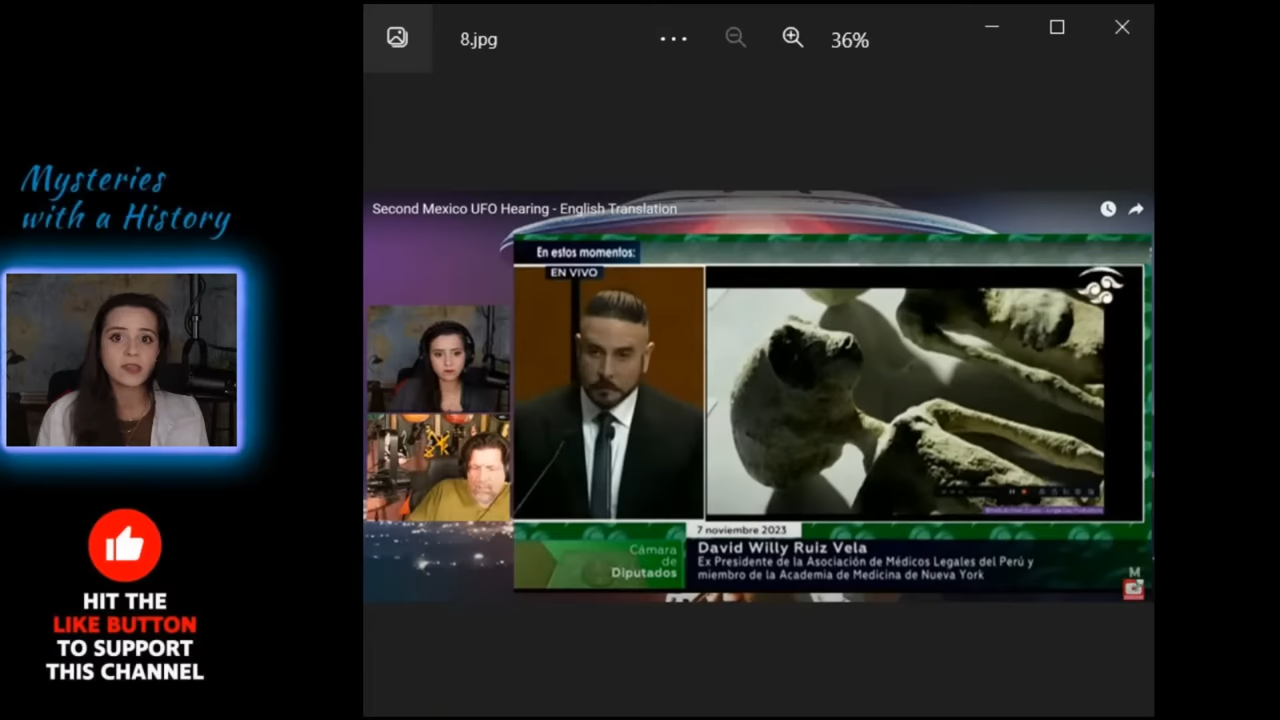 8.jpg
36%
Mysteries
with a History
Second Mexico UFO Hearing - English Translation
En estos momentos:
EN VIVO
7 noviembre 2023
Cámara
de
Diputados
David Willy Ruiz Vela
Ex Presidente de la Asociación de Médicos Legales del Perú y
miembro de la Academia de Medicina de Nueva York
M
HIT THE
LIKE BUTTON
TO SUPPORT
THIS CHANNEL